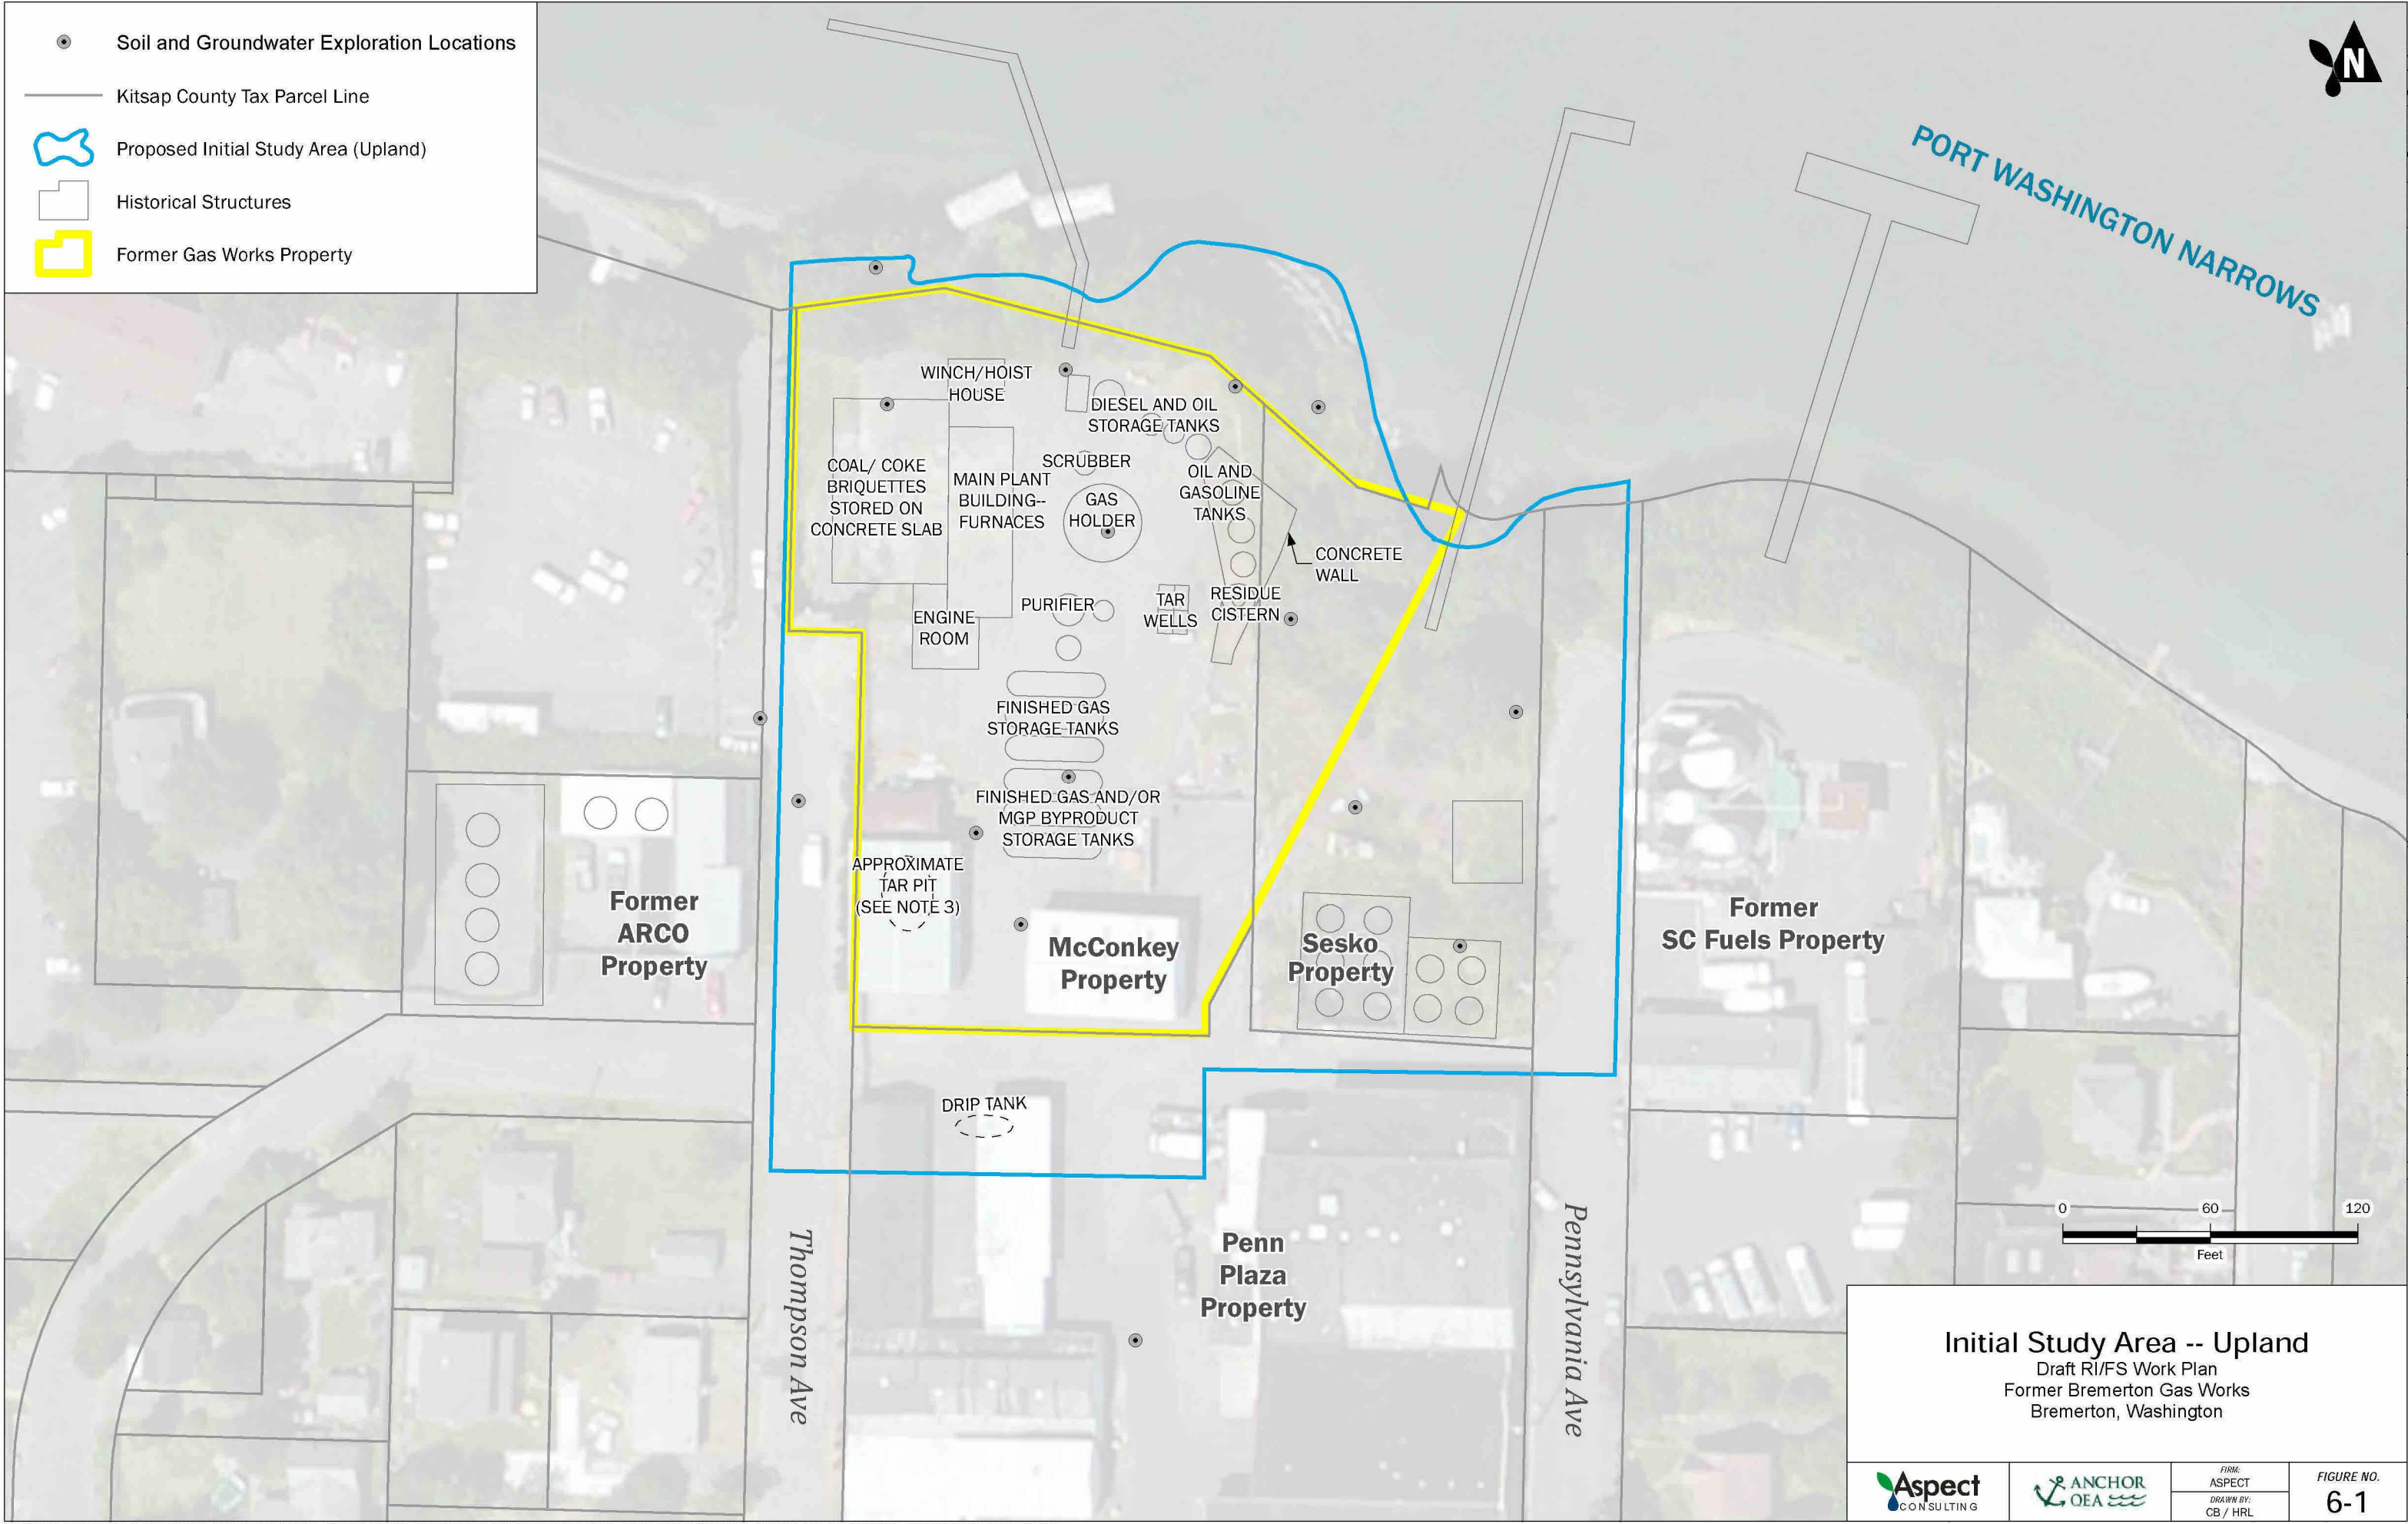 Soil and Groundwater Exploration Locations
Kitsap County Tax Parcel Line
Proposed Initial Study Area (Upland)
Historical Structures
Former Gas Works Property
N
PORT WASHINGTON NARROWS
WINCH/HOIST
HOUSE
DIESEL AND OIL
STORAGE TANKS
COAL/ COKE
BRIQUETTES
STORED ON
CONCRETE SLAB
MAIN PLANT
BUILDING--
FURNACES
SCRUBBER
GAS
HOLDER
OIL AND
GASOLINE
TANKS
CONCRETE
WALL
ENGINE
ROOM
PURIFIER
TAR
WELLS
RESIDUE
CISTERN
FINISHED GAS
STORAGE TANKS
FINISHED GAS AND/OR
MGP BYPRODUCT
STORAGE TANKS
APPROXIMATE
TAR PIT
(SEE NOTE 3)
Former
ARCO
Property
McConkey
Property
Sesko
Property
Former
SC Fuels Property
DRIP TANK
Thompson Ave
Penn
Plaza
Property
Pennsylvania Ave
0 60 120
Feet
Initial Study Area -- Upland
Draft RI/FS Work Plan
Former Bremerton Gas Works
Bremerton, Washington
Aspect
CONSULTING
ANCHOR
QEA
FIRM:
ASPECT
DRAWN BY:
CB / HRL
FIGURE NO.
6-1